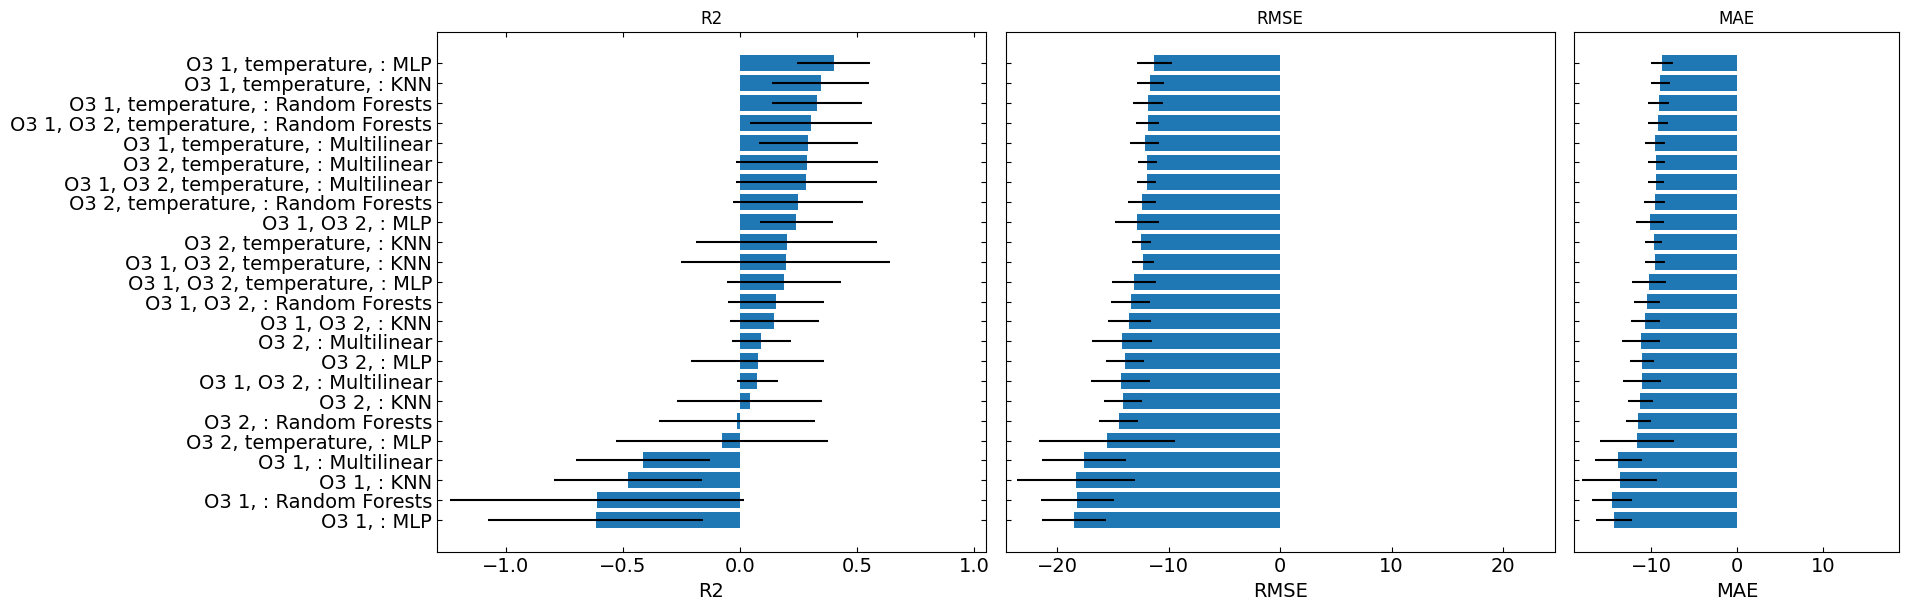 R2
RMSE
MAE
O3 1, temperature, : MLP
O3 1, temperature, : KNN
O3 1, temperature, : Random Forests
O3 1, O3 2, temperature, : Random Forests
O3 1, temperature, : Multilinear
O3 2, temperature, : Multilinear
O3 1, O3 2, temperature, : Multilinear
O3 2, temperature, : Random Forests
O3 1, O3 2, : MLP
O3 2, temperature, : KNN
O3 1, O3 2, temperature, : KNN
O3 1, O3 2, temperature, : MLP
O3 1, O3 2, : Random Forests
O3 1, O3 2, : KNN
O3 2, : Multilinear
O3 2, : MLP
O3 1, O3 2, : Multilinear
O3 2, : KNN
O3 2, : Random Forests
O3 2, temperature, : MLP
O3 1, : Multilinear
O3 1, : KNN
O3 1, : Random Forests
O3 1, : MLP
−1.0 −0.5 0.0 0.5 1.0
−20 −10 0 10 20
−10 0 10
R2
RMSE
MAE